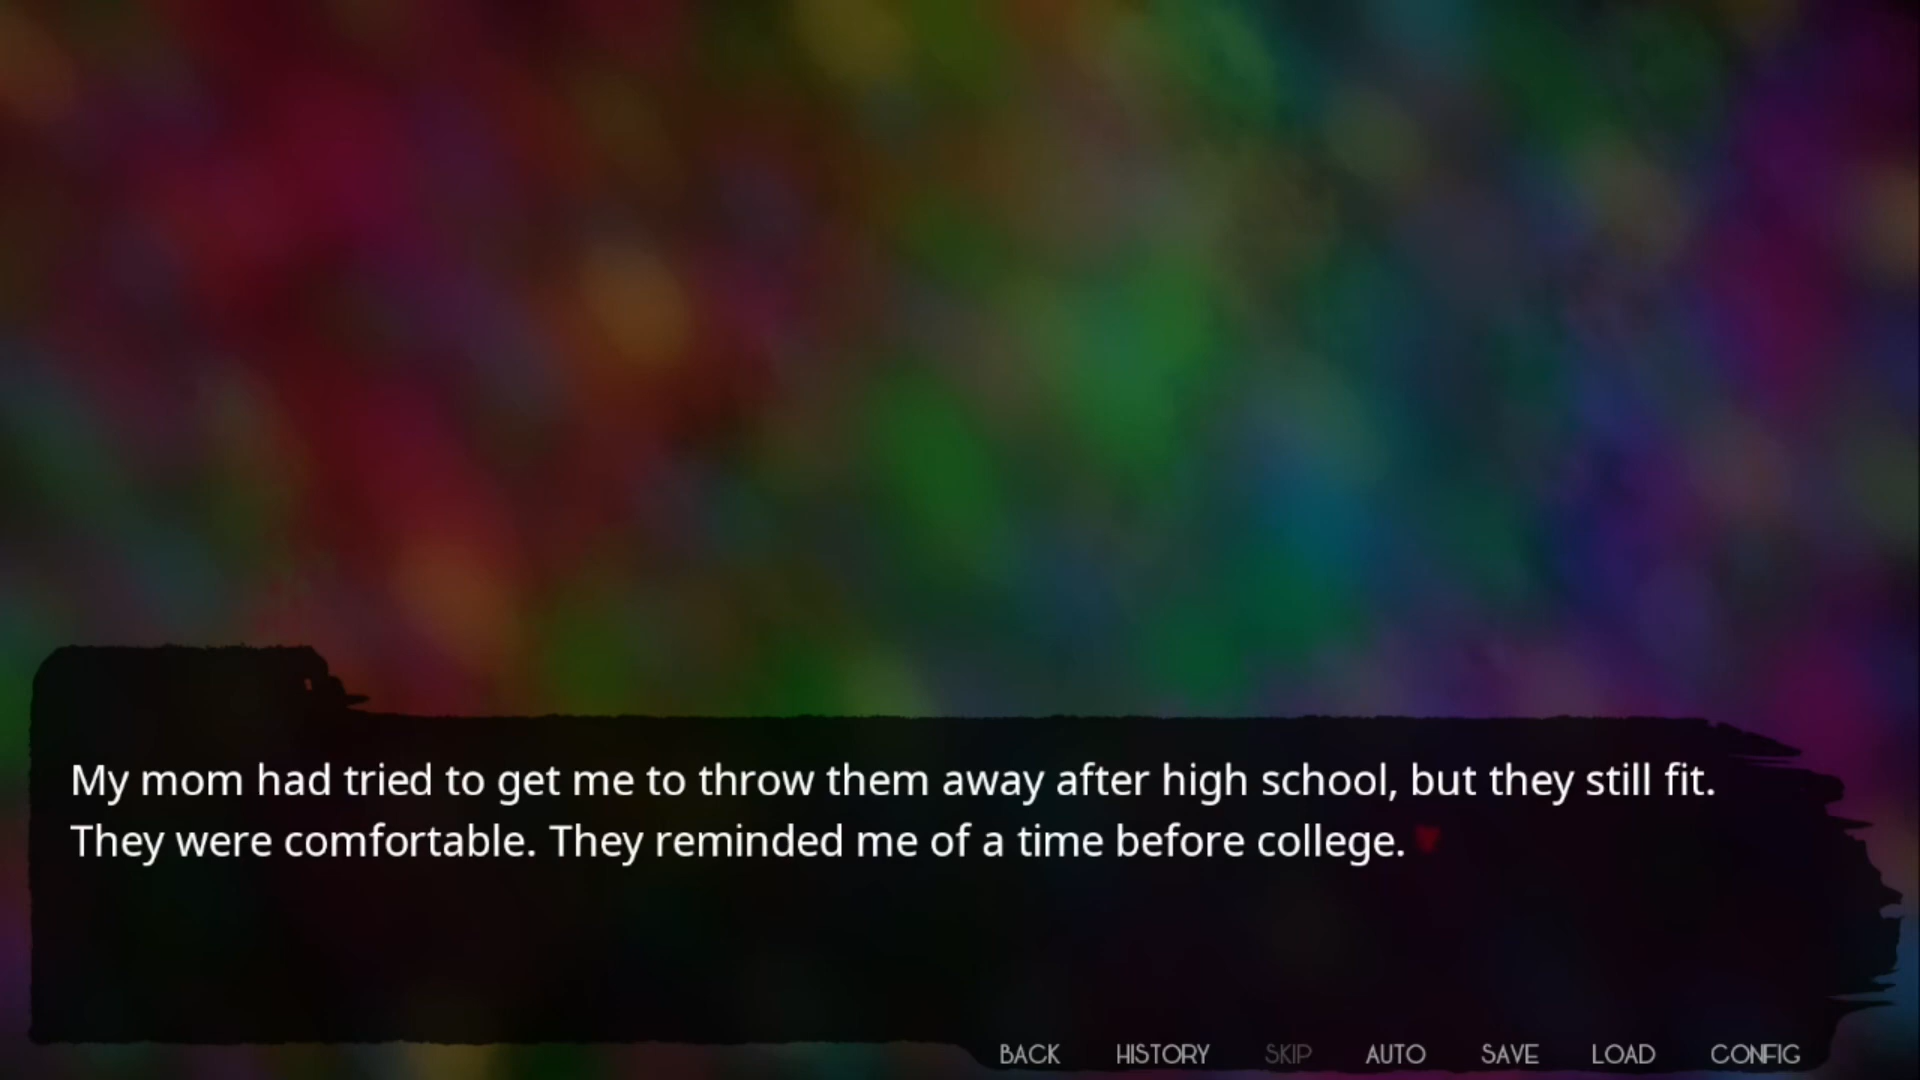 My mom had tried to get me to throw them away after high school, but they still fit.
They were comfortable. They reminded me of a time before college.
BACK HISTORY SKIP AUTO SAVE LOAD CONFIG